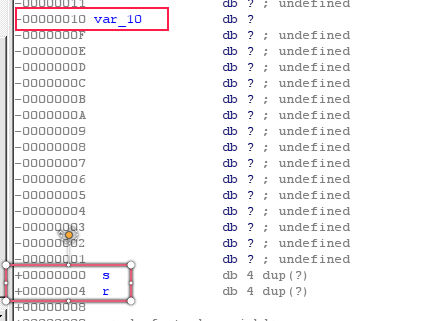 -00000011 db ? ; undefined
-00000010 var_10 db ?
-0000000F db ? ; undefined
-0000000E db ? ; undefined
-0000000D db ? ; undefined
-0000000C db ? ; undefined
-0000000B db ? ; undefined
-0000000A db ? ; undefined
-00000009 db ? ; undefined
-00000008 db ? ; undefined
-00000007 db ? ; undefined
-00000006 db ? ; undefined
-00000005 db ? ; undefined
-00000004 db ? ; undefined
-00000003 db ? ; undefined
-00000002 db ? ; undefined
-00000001 db ? ; undefined
+00000000 s db 4 dup(?)
+00000004 r db 4 dup(?)
+00000008